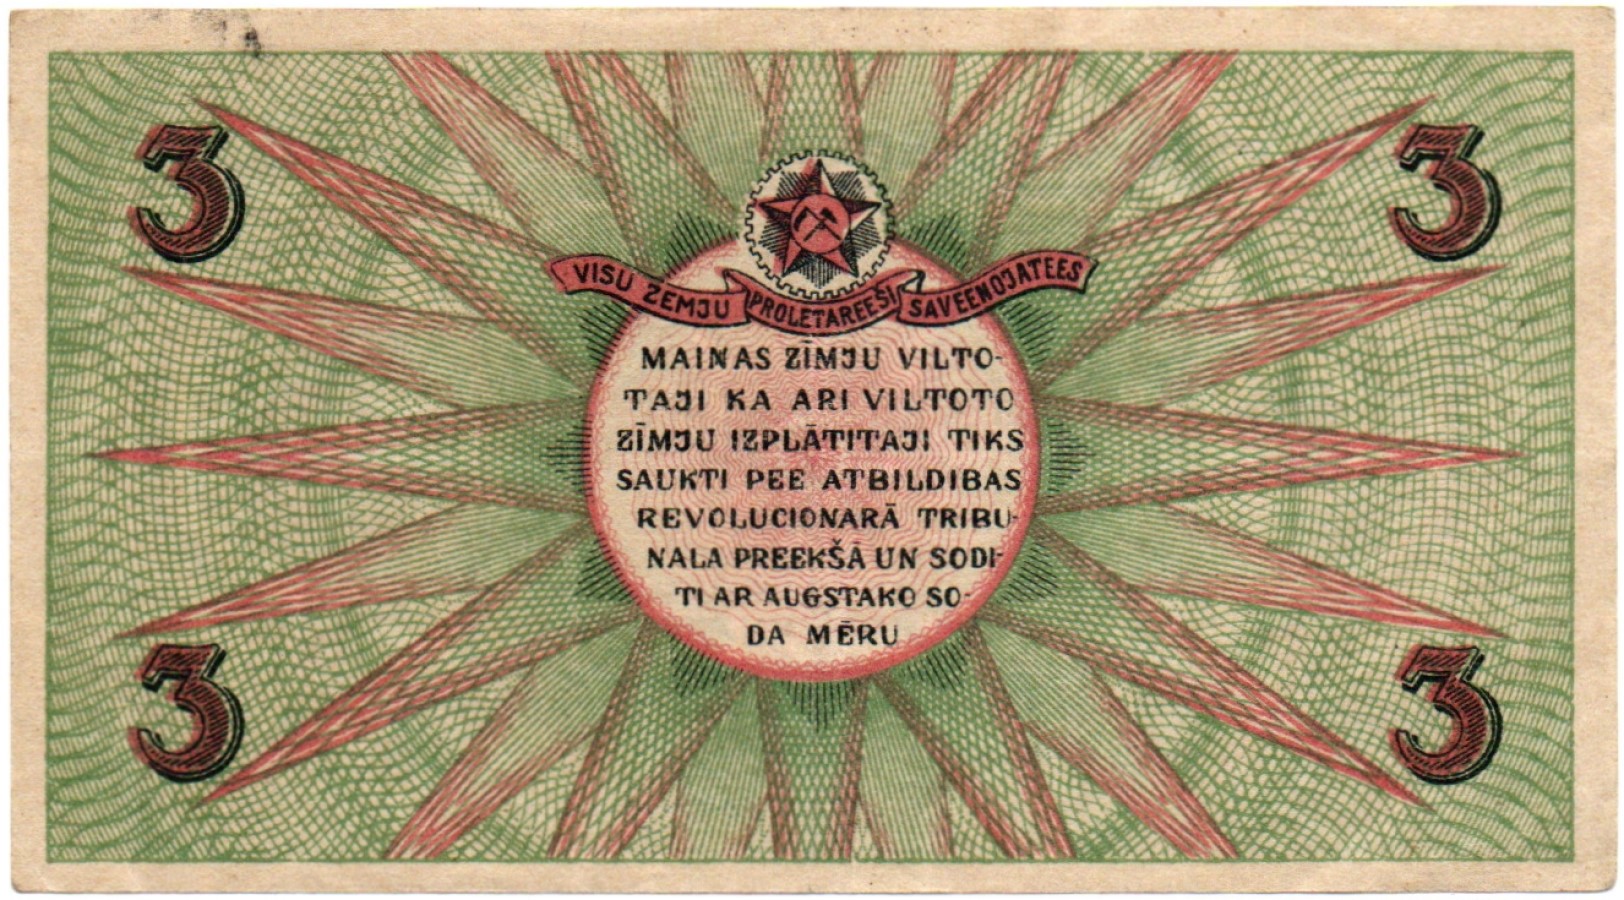 3 3
VISU ZEMJU PROLETAREEŠI SAVEENOJATEES
MAIŅAS ZĪMJU VILTO-
TAJI KA ARI VILTOTO
ZĪMJU IZPLĀTITAJI TIKS
SAUKTI PEE ATBILDIBAS
REVOLUCIONARĀ TRIBU-
NALA PREEKŠĀ UN SODI-
TI AR AUGSTAKO SO-
DA MĒRU
3 3